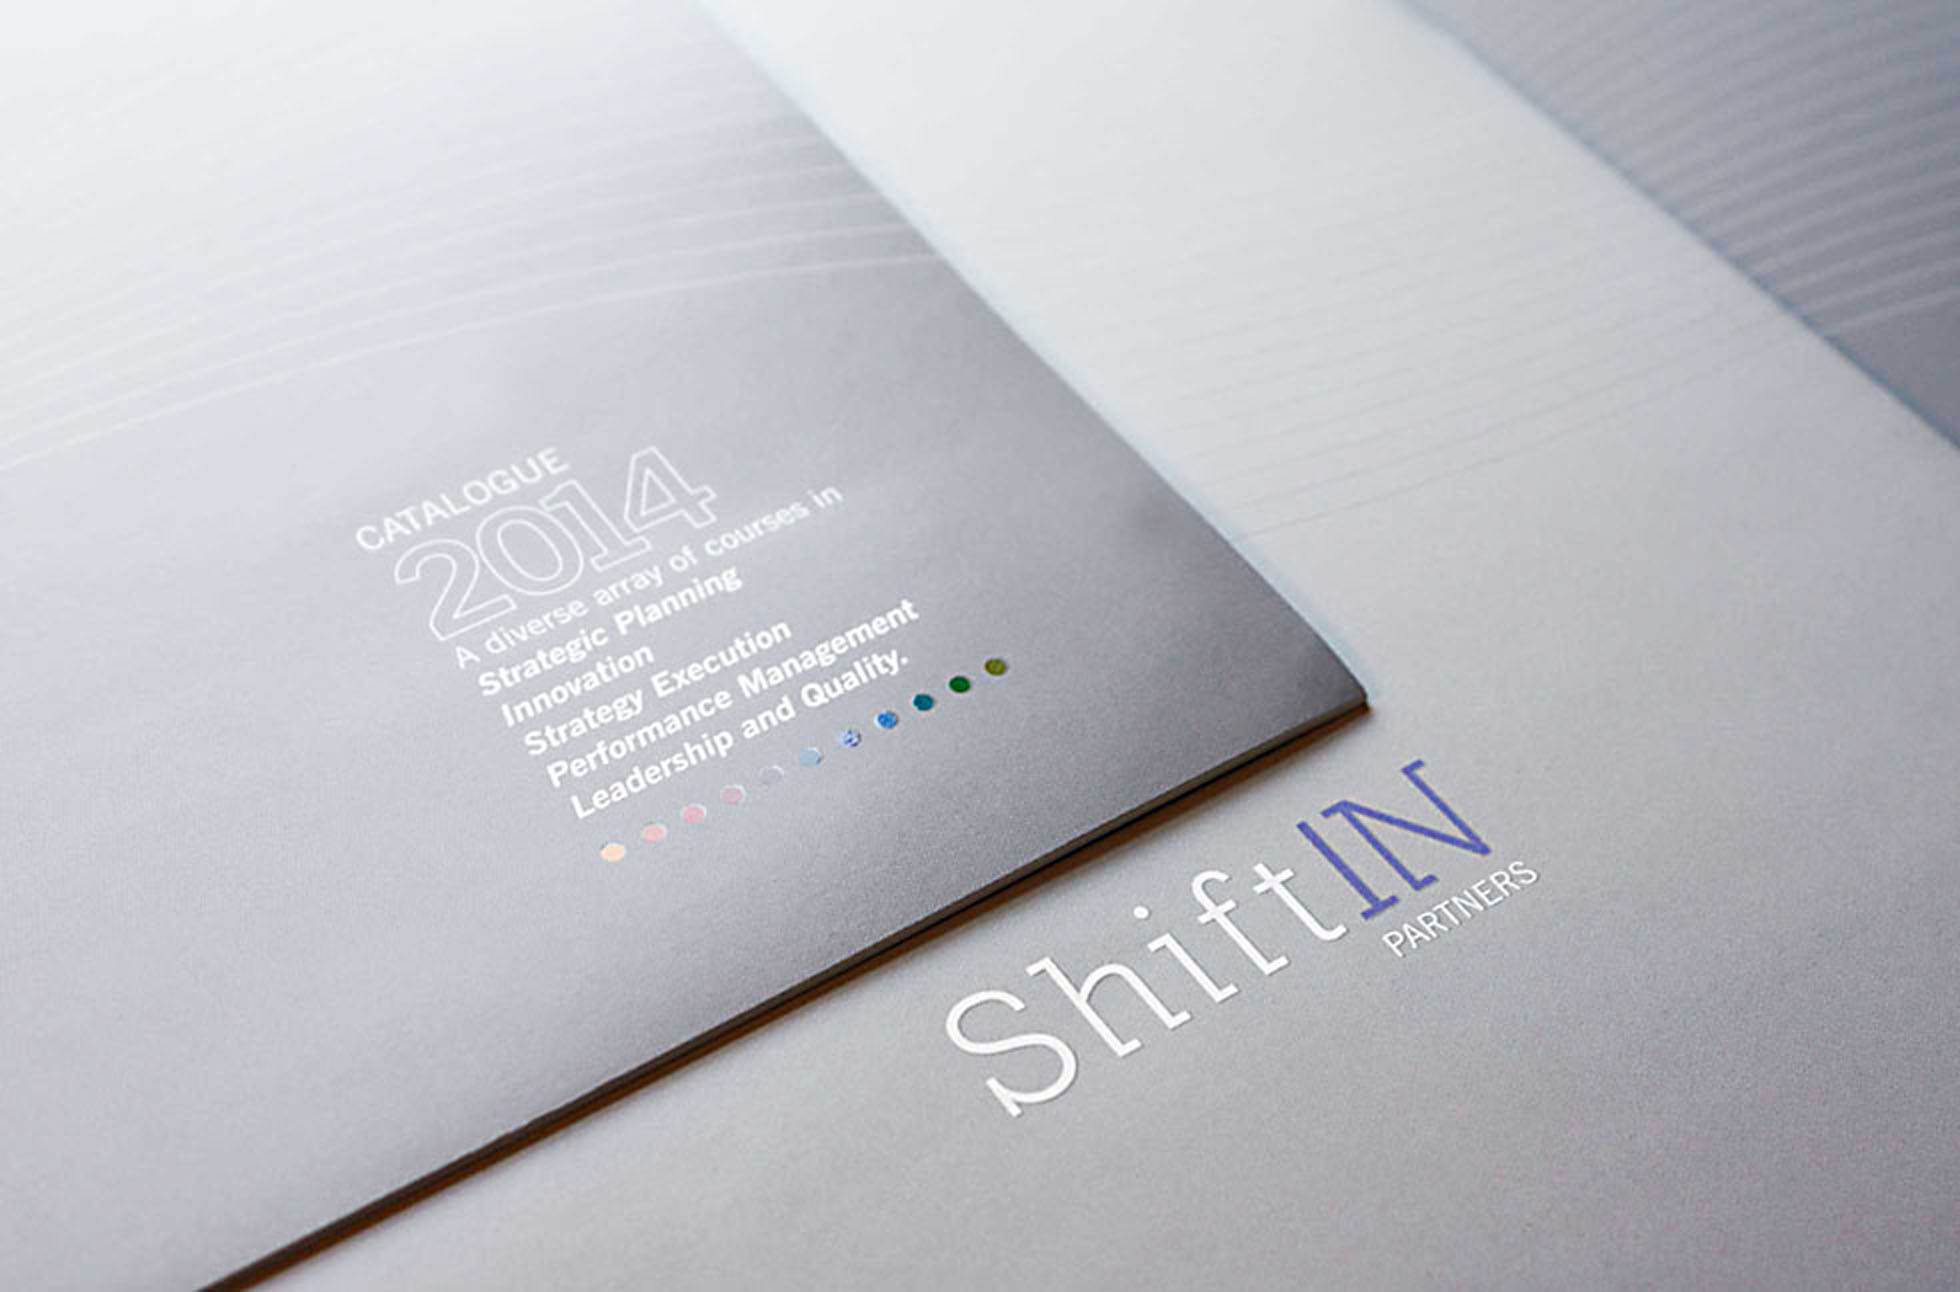 CATALOGUE
2014
A diverse array of courses in
Strategic Planning
Innovation
Strategy Execution
Performance Management
Leadership and Quality.
ShiftIN
PARTNERS